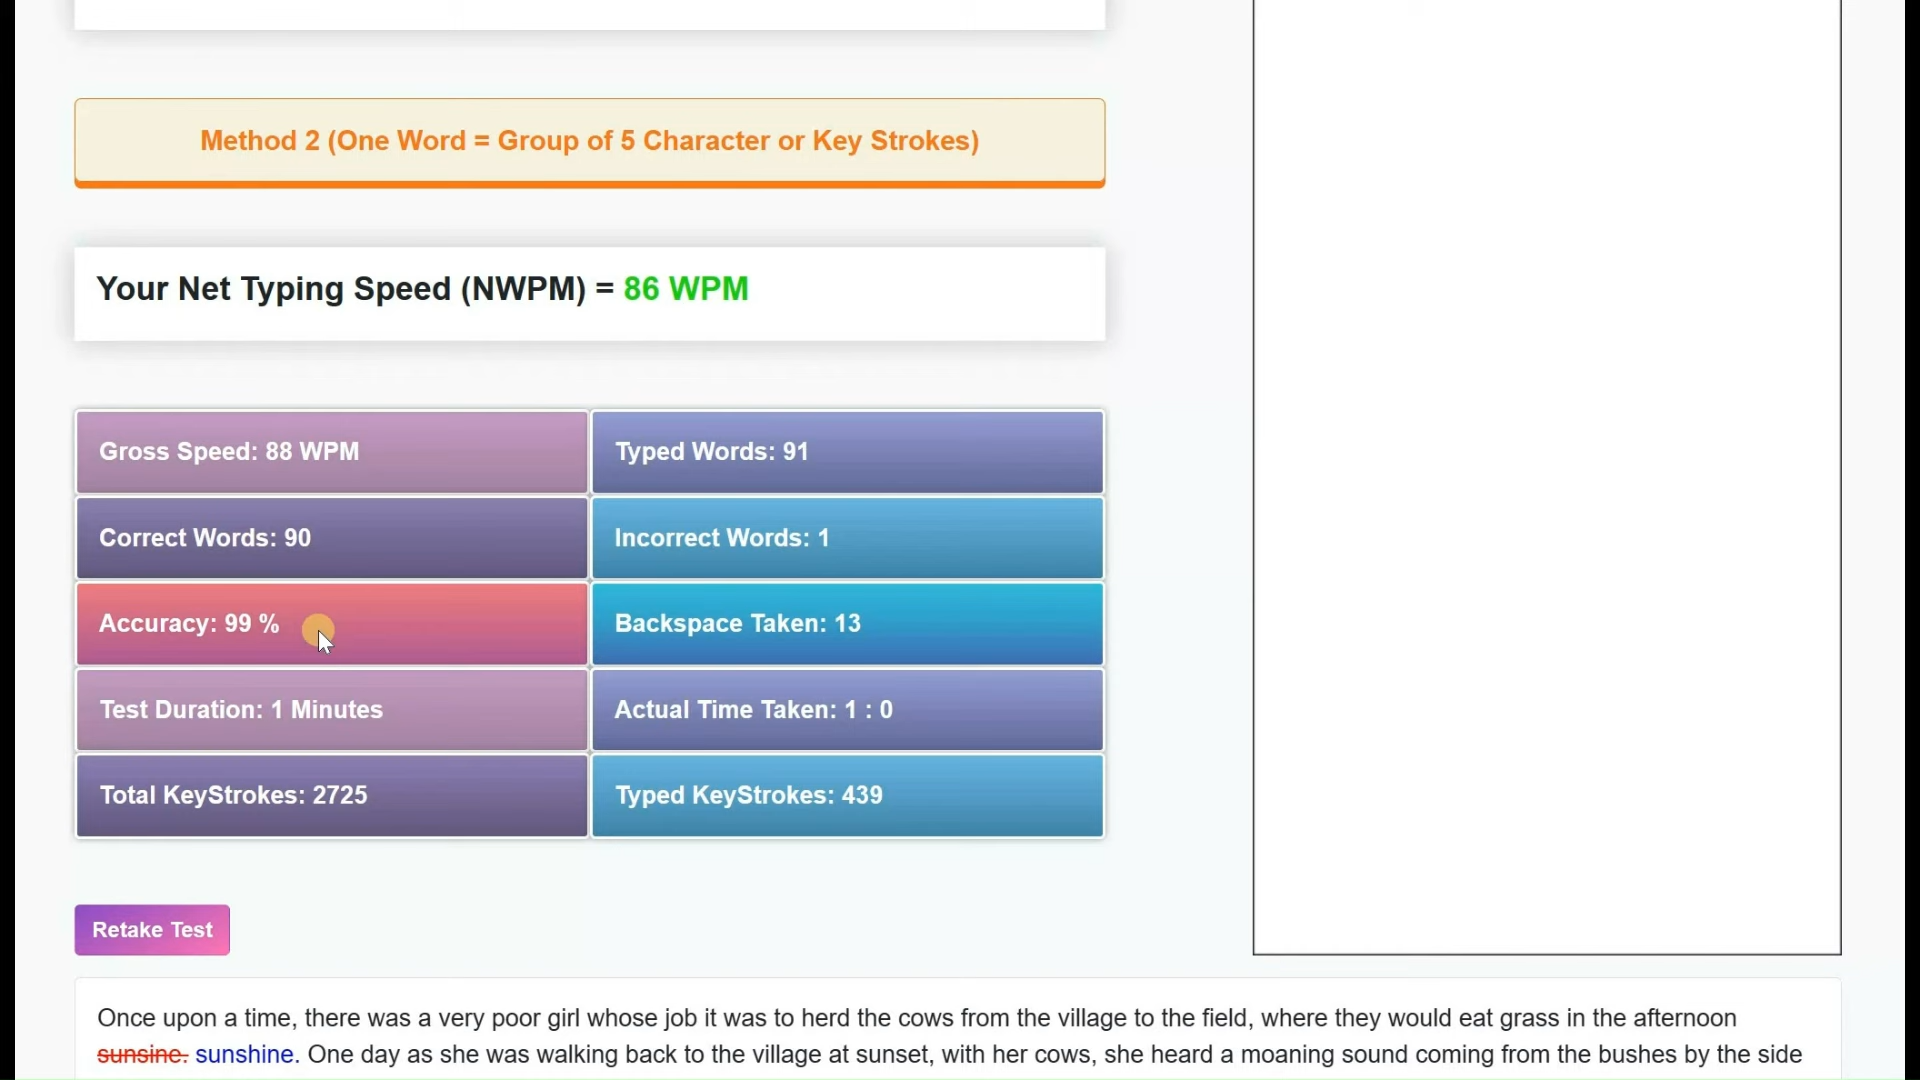 Method 2 (One Word = Group of 5 Character or Key Strokes)
Your Net Typing Speed (NWPM) = 86 WPM
Gross Speed: 88 WPM
Typed Words: 91
Correct Words: 90
Incorrect Words: 1
Accuracy: 99 %
Backspace Taken: 13
Test Duration: 1 Minutes
Actual Time Taken: 1 : 0
Total KeyStrokes: 2725
Typed KeyStrokes: 439
Retake Test
Once upon a time, there was a very poor girl whose job it was to herd the cows from the village to the field, where they would eat grass in the afternoon
sunsine. sunshine. One day as she was walking back to the village at sunset, with her cows, she heard a moaning sound coming from the bushes by the side